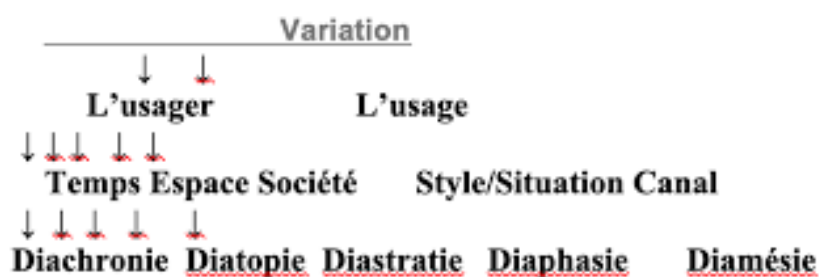 Variation
↓ ↓
L'usager L'usage
↓ ↓ ↓ ↓ ↓
Temps Espace Société Style/Situation Canal
↓ ↓ ↓ ↓ ↓
Diachronie Diatopie Diastratie Diaphasie Diamésie